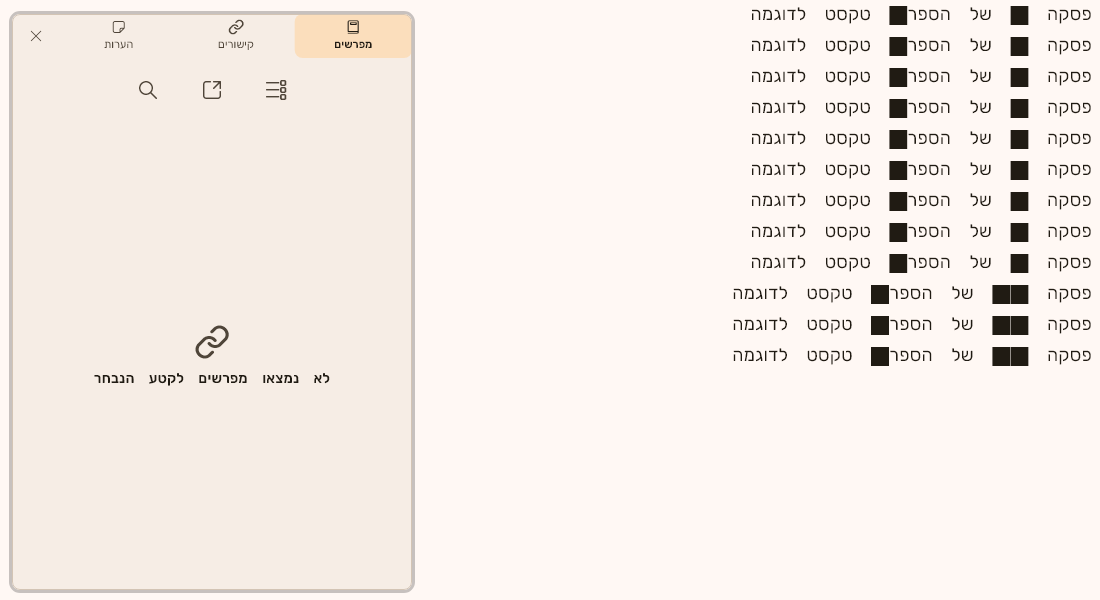 פסקה ■ של הספר■ טקסט לדוגמה
פסקה ■ של הספר■ טקסט לדוגמה
פסקה ■ של הספר■ טקסט לדוגמה
פסקה ■ של הספר■ טקסט לדוגמה
פסקה ■ של הספר■ טקסט לדוגמה
פסקה ■ של הספר■ טקסט לדוגמה
פסקה ■ של הספר■ טקסט לדוגמה
פסקה ■ של הספר■ טקסט לדוגמה
פסקה ■ של הספר■ טקסט לדוגמה
פסקה ■■ של הספר■ טקסט לדוגמה
פסקה ■■ של הספר■ טקסט לדוגמה
פסקה ■■ של הספר■ טקסט לדוגמה
מפרשים
קישורים
הערות
לא נמצאו מפרשים לקטע הנבחר